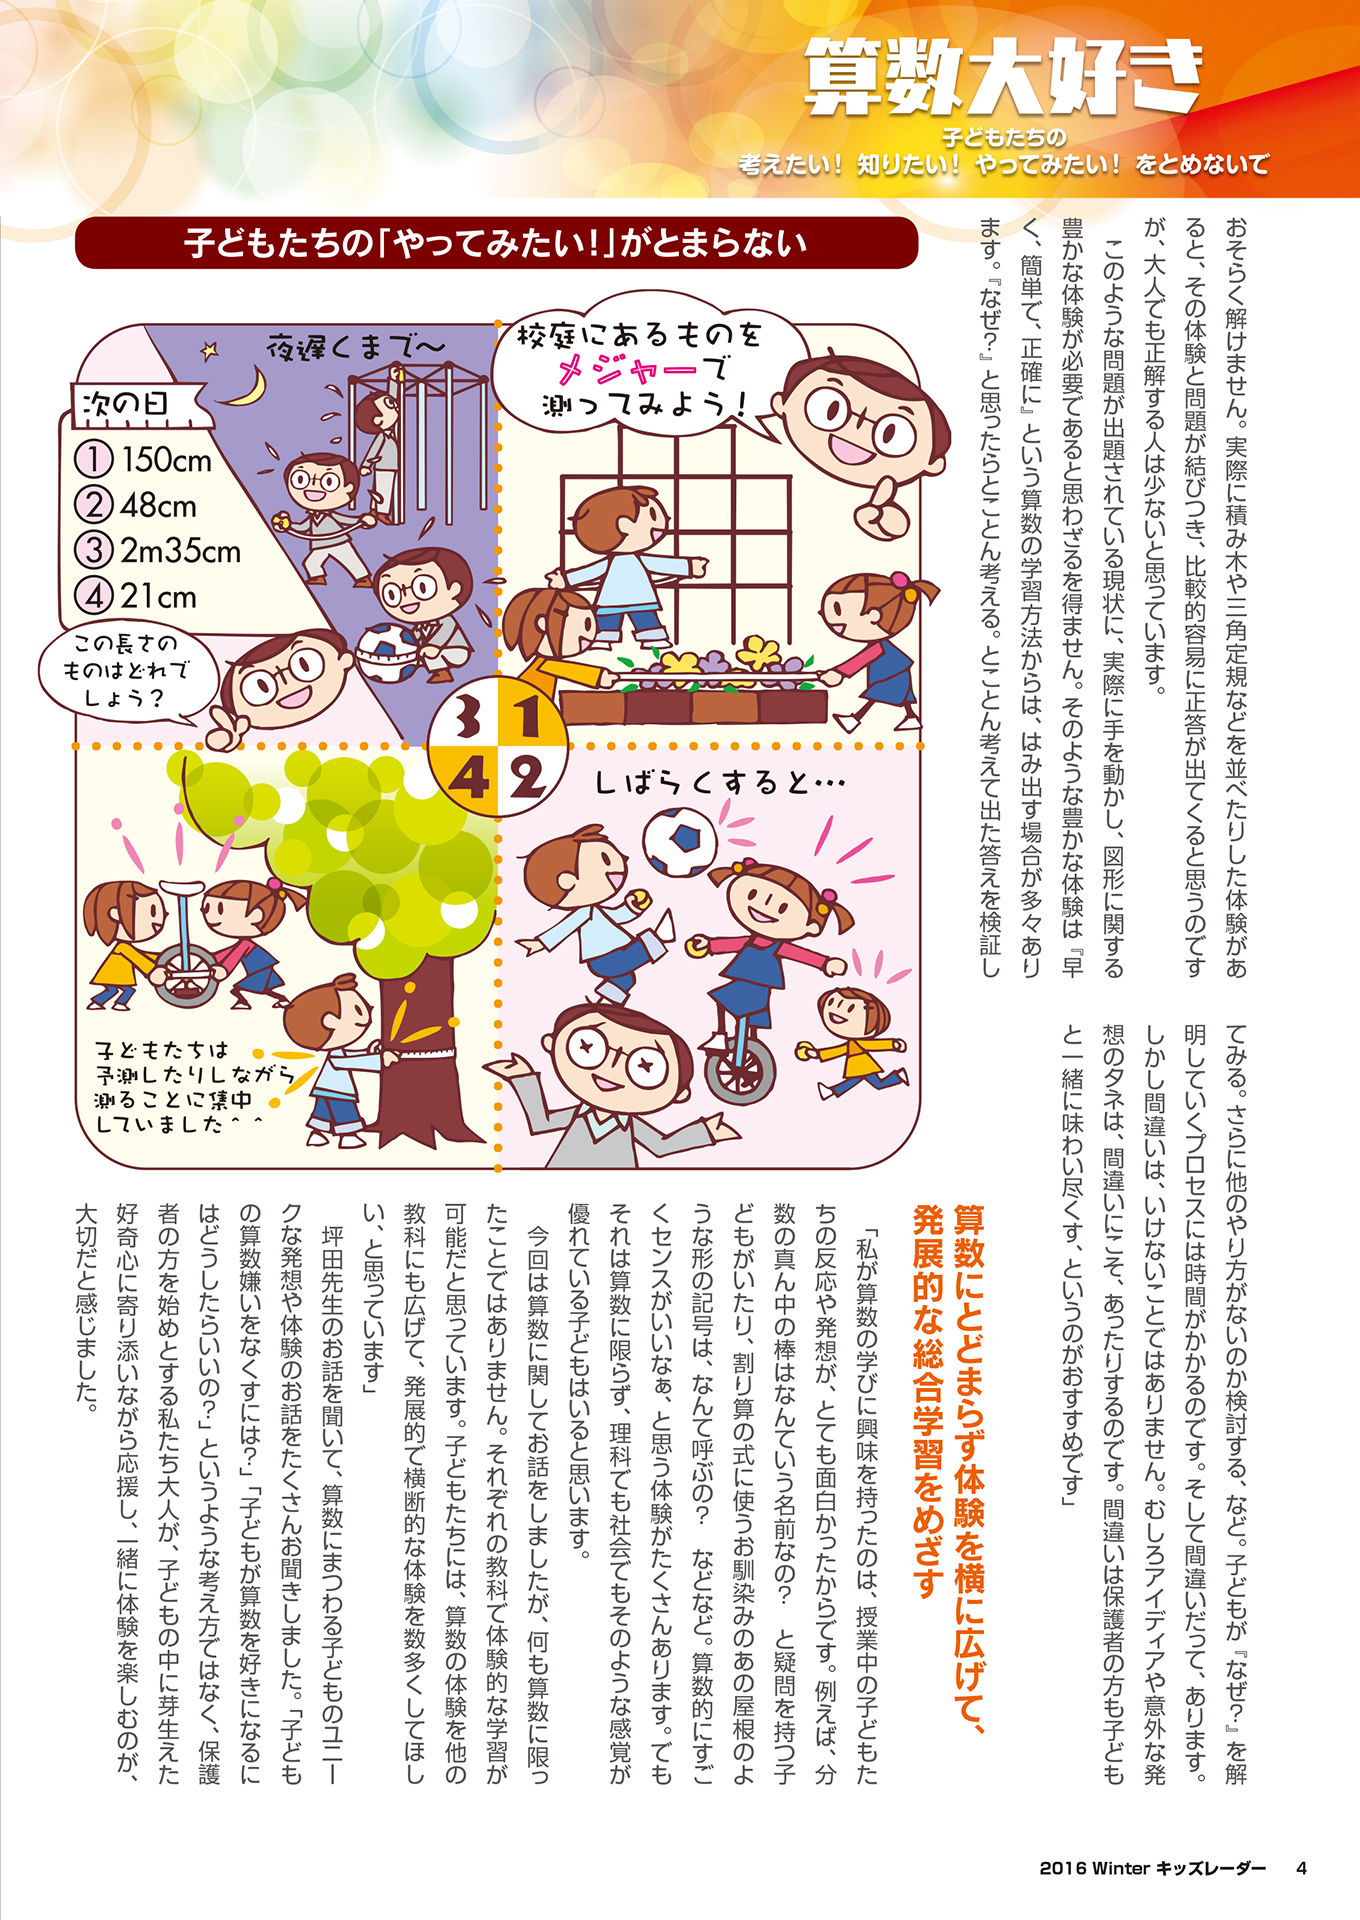 算数大好き
子どもたちの
考えたい！ 知りたい！ やってみたい！ をとめないで
おそらく解けません。実際に積み木や三角定規などを並べたりした体験があ
ると、その体験と問題が結びつき、比較的容易に正答が出てくると思うのです
が、大人でも正解する人は少ないと思っています。
このような問題が出題されている現状に、実際に手を動かし、図形に関する
豊かな体験が必要であると思わざるを得ません。そのような豊かな体験は『早
く、簡単で、正確に』という算数の学習方法からは、はみ出す場合が多々あり
ます。『なぜ？』と思ったらとことん考える。とことん考えて出た答えを検証し
てみる。さらに他のやり方がないのか検討する、など。子どもが『なぜ？』を解
明していくプロセスには時間がかかるのです。そして間違いだって、あります。
しかし間違いは、いけないことではありません。むしろアイディアや意外な発
想のタネは、間違いにこそ、あったりするのです。間違いは保護者の方も子ども
と一緒に味わい尽くす、というのがおすすめです」
子どもたちの「やってみたい！」がとまらない
校庭にあるものを
メジャーで
測ってみよう！
1
しばらくすると…
2
夜遅くまで〜
次の日
① 150cm
② 48cm
③ 2m35cm
④ 21cm
この長さの
ものはどれで
しょう？
3
4
子どもたちは
予測したりしながら
測ることに集中
していました＾＾
算数にとどまらず体験を横に広げて、
発展的な総合学習をめざす
「私が算数の学びに興味を持ったのは、授業中の子どもた
ちの反応や発想が、とても面白かったからです。例えば、分
数の真ん中の棒はなんていう名前なの？　と疑問を持つ子
どもがいたり、割り算の式に使うお馴染みのあの屋根のよ
うな形の記号は、なんて呼ぶの？　などなど。算数的にすご
くセンスがいいなぁ、と思う体験がたくさんあります。でも
それは算数に限らず、理科でも社会でもそのような感覚が
優れている子どもはいると思います。
今回は算数に関してお話をしましたが、何も算数に限っ
たことではありません。それぞれの教科で体験的な学習が
可能だと思っています。子どもたちには、算数の体験を他の
教科にも広げて、発展的で横断的な体験を数多くしてほし
い、と思っています」
坪田先生のお話を聞いて、算数にまつわる子どものユニー
クな発想や体験のお話をたくさんお聞きしました。「子ども
の算数嫌いをなくすには？」「子どもが算数を好きになるに
はどうしたらいいの？」というような考え方ではなく、保護
者の方を始めとする私たち大人が、子どもの中に芽生えた
好奇心に寄り添いながら応援し、一緒に体験を楽しむのが、
大切だと感じました。
2016 Winter キッズレーダー　4